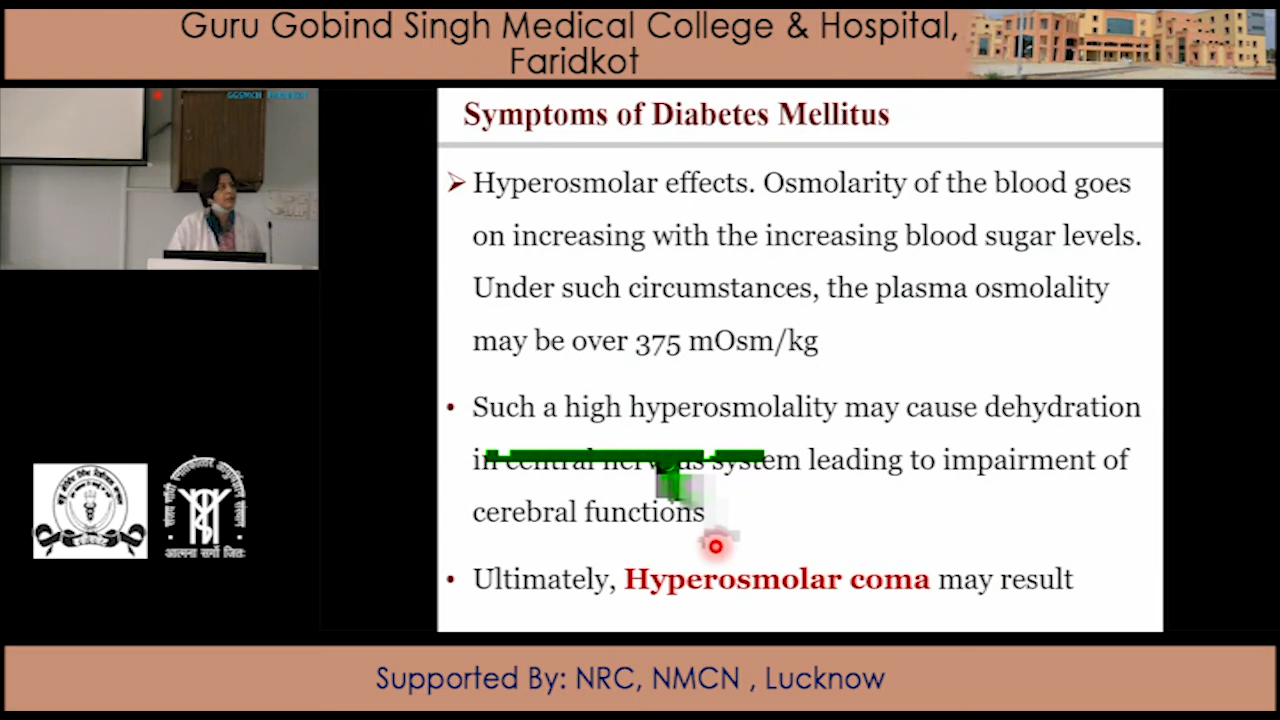 Guru Gobind Singh Medical College & Hospital,
Faridkot
Symptoms of Diabetes Mellitus
➢ Hyperosmolar effects. Osmolarity of the blood goes
on increasing with the increasing blood sugar levels.
Under such circumstances, the plasma osmolality
may be over 375 mOsm/kg
• Such a high hyperosmolality may cause dehydration
in central nervous system leading to impairment of
cerebral functions
• Ultimately, Hyperosmolar coma may result
आत्मना सर्गो जितः
Supported By: NRC, NMCN , Lucknow